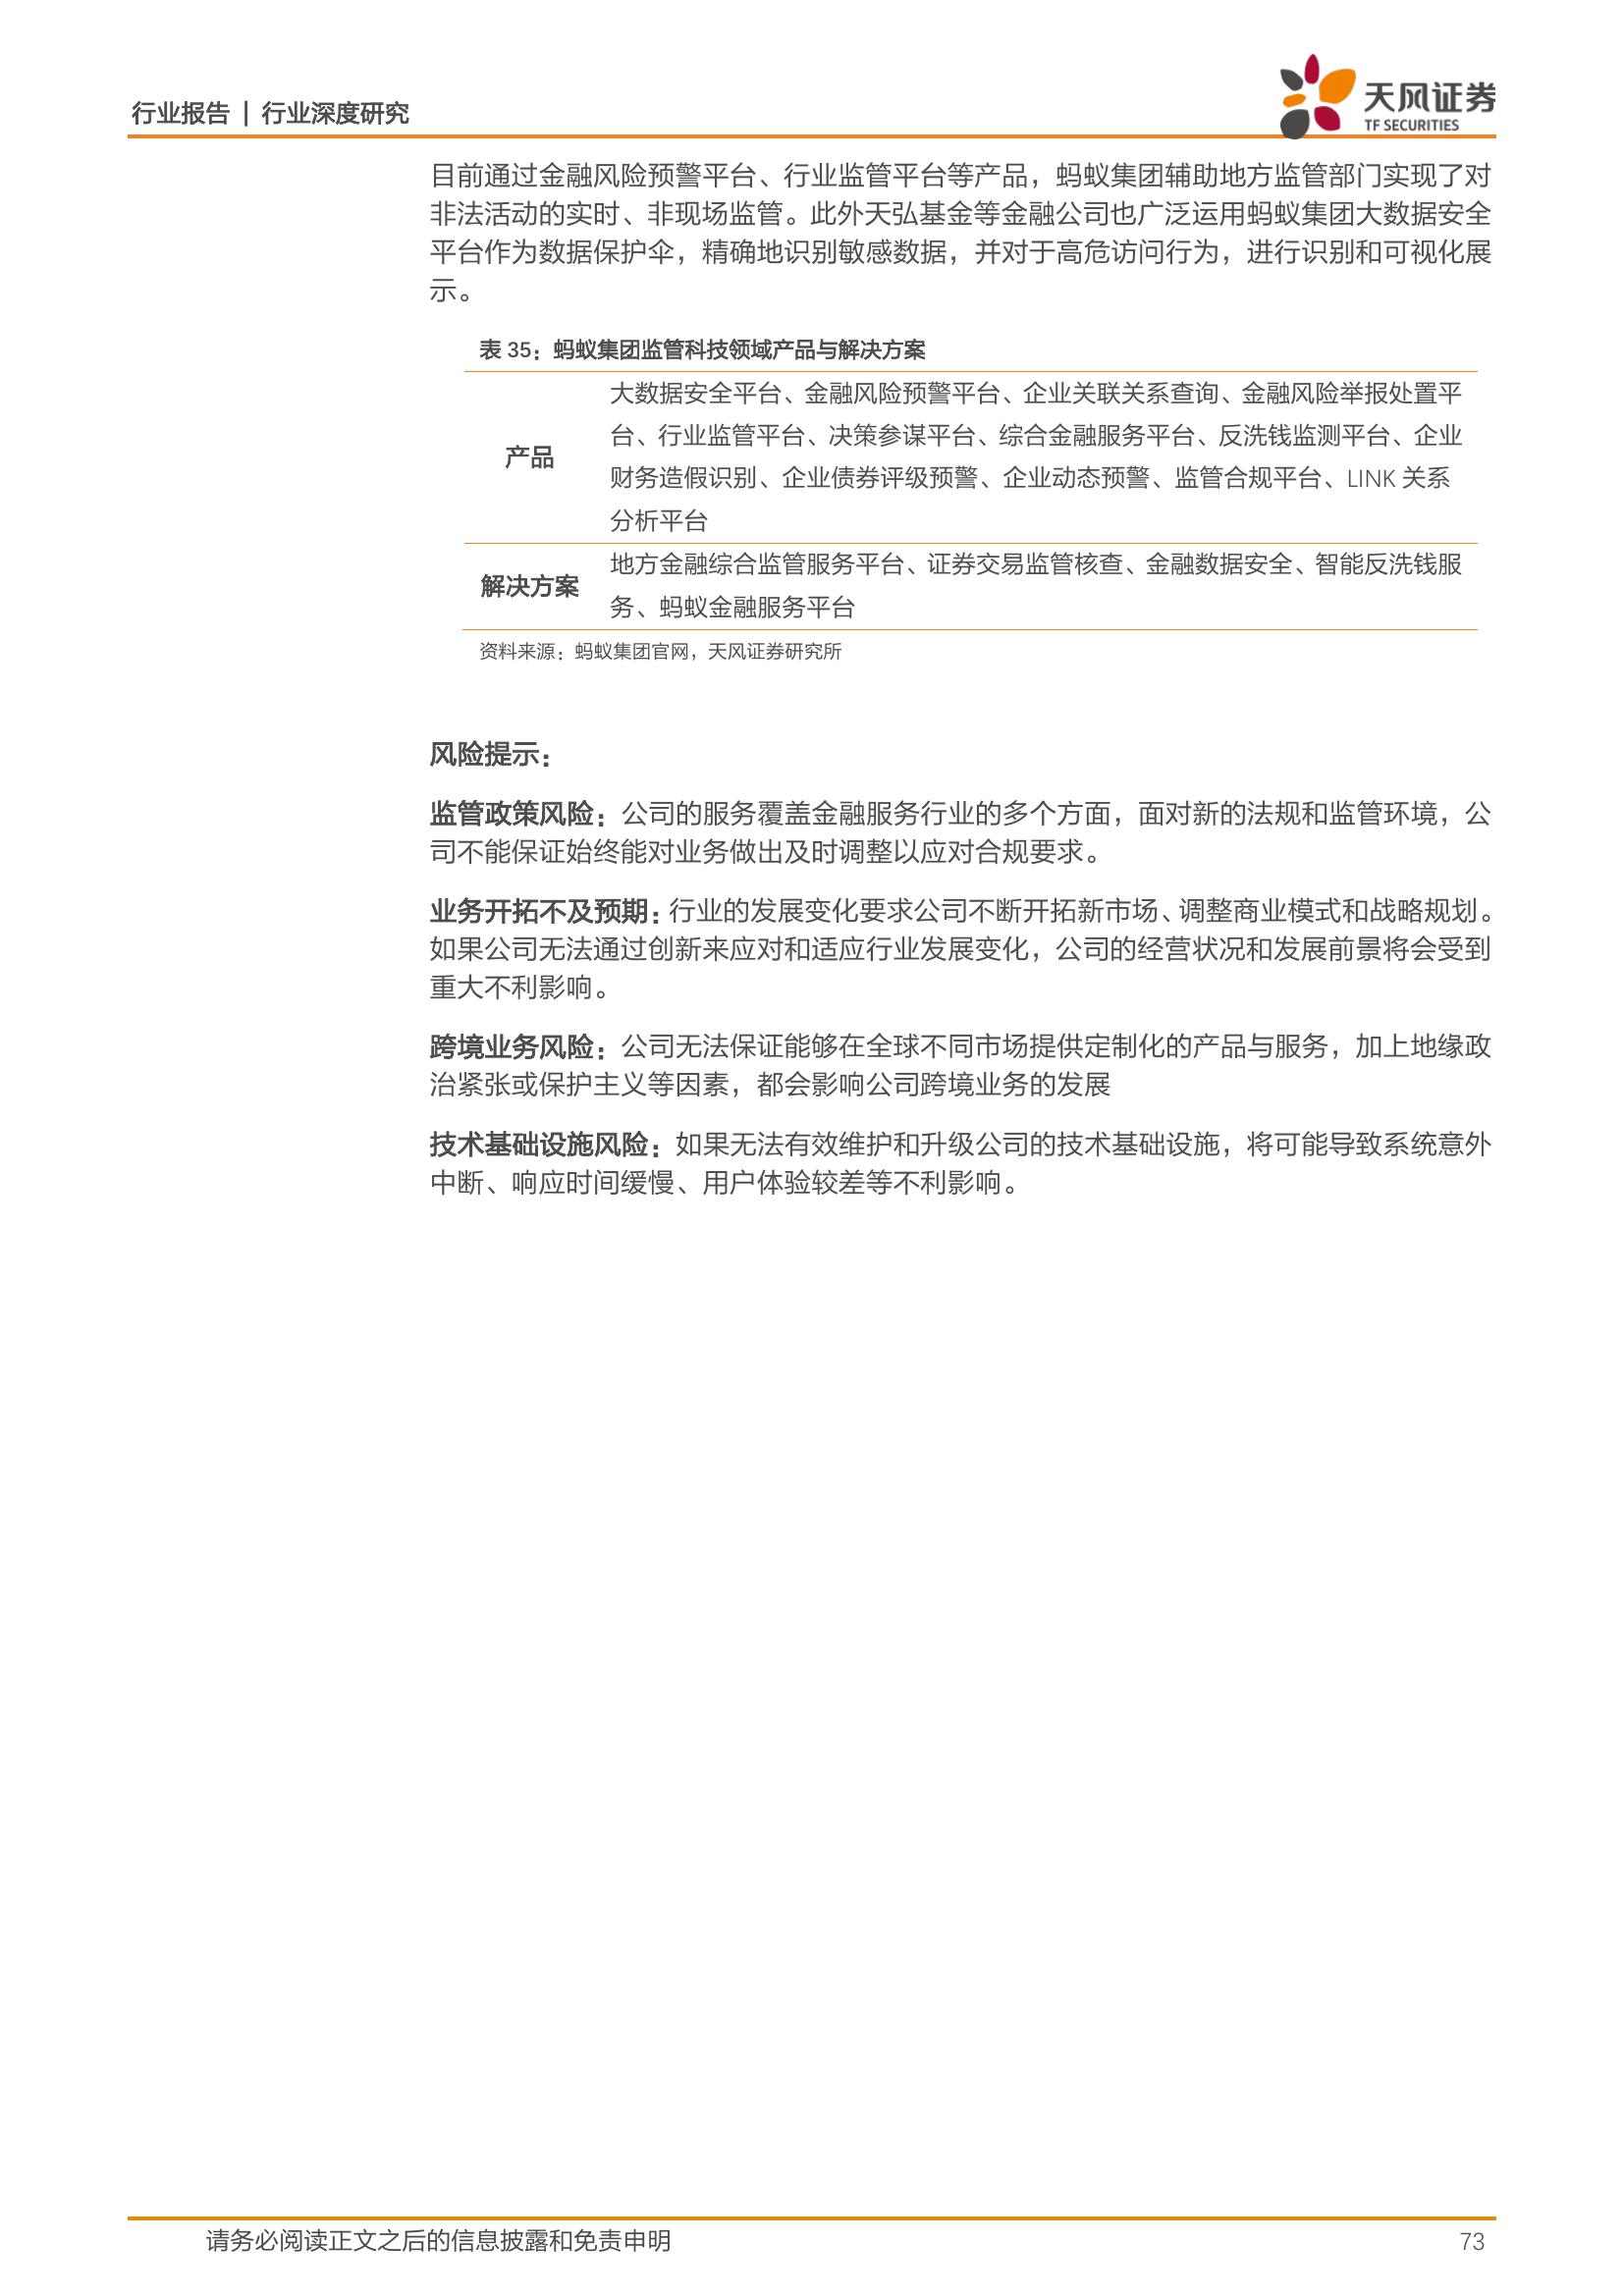 行业报告 | 行业深度研究
天风证券
TF SECURITIES
目前通过金融风险预警平台、行业监管平台等产品，蚂蚁集团辅助地方监管部门实现了对
非法活动的实时、非现场监管。此外天弘基金等金融公司也广泛运用蚂蚁集团大数据安全
平台作为数据保护伞，精确地识别敏感数据，并对于高危访问行为，进行识别和可视化展
示。
表 35：蚂蚁集团监管科技领域产品与解决方案
产品
大数据安全平台、金融风险预警平台、企业关联关系查询、金融风险举报处置平
台、行业监管平台、决策参谋平台、综合金融服务平台、反洗钱监测平台、企业
财务造假识别、企业债券评级预警、企业动态预警、监管合规平台、LINK 关系
分析平台
解决方案
地方金融综合监管服务平台、证券交易监管核查、金融数据安全、智能反洗钱服
务、蚂蚁金融服务平台
资料来源：蚂蚁集团官网，天风证券研究所
风险提示：
监管政策风险：公司的服务覆盖金融服务行业的多个方面，面对新的法规和监管环境，公
司不能保证始终能对业务做出及时调整以应对合规要求。
业务开拓不及预期：行业的发展变化要求公司不断开拓新市场、调整商业模式和战略规划。
如果公司无法通过创新来应对和适应行业发展变化，公司的经营状况和发展前景将会受到
重大不利影响。
跨境业务风险：公司无法保证能够在全球不同市场提供定制化的产品与服务，加上地缘政
治紧张或保护主义等因素，都会影响公司跨境业务的发展
技术基础设施风险：如果无法有效维护和升级公司的技术基础设施，将可能导致系统意外
中断、响应时间缓慢、用户体验较差等不利影响。
请务必阅读正文之后的信息披露和免责申明
73